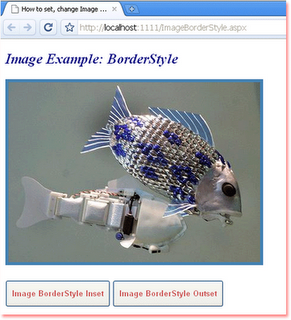 How to set, change Image ...
http://localhost:1111/ImageBorderStyle.aspx
Image Example: BorderStyle
Image BorderStyle Inset
Image BorderStyle Outset